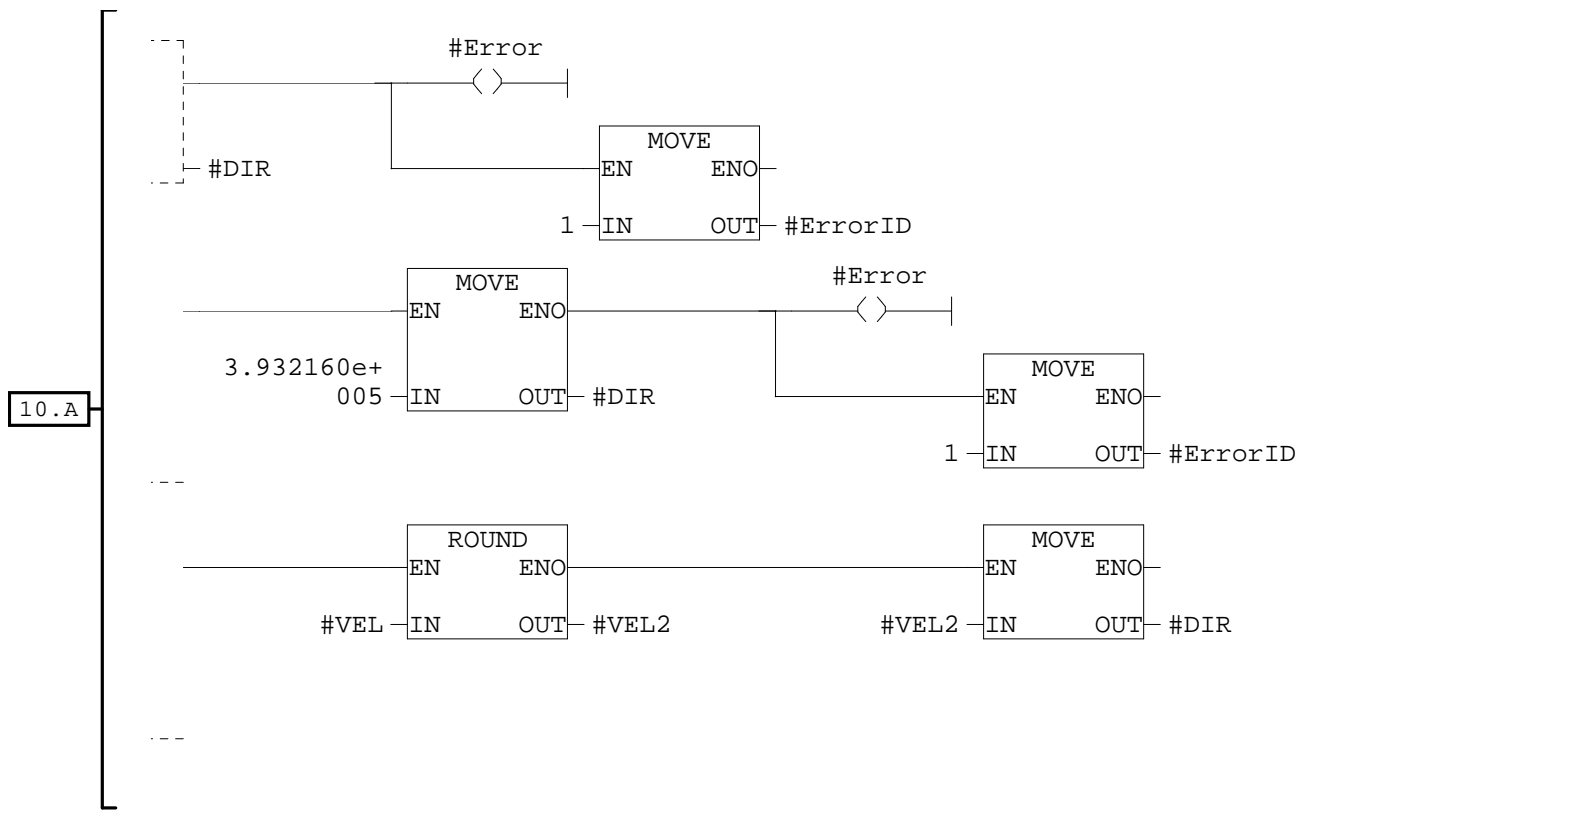 #Error
MOVE
#DIR
EN ENO
1 IN OUT #ErrorID
MOVE
#Error
EN ENO
3.932160e+
MOVE
005 IN OUT #DIR
EN ENO
10.A
1 IN OUT #ErrorID
ROUND
MOVE
EN ENO
EN ENO
#VEL IN OUT #VEL2
#VEL2 IN OUT #DIR